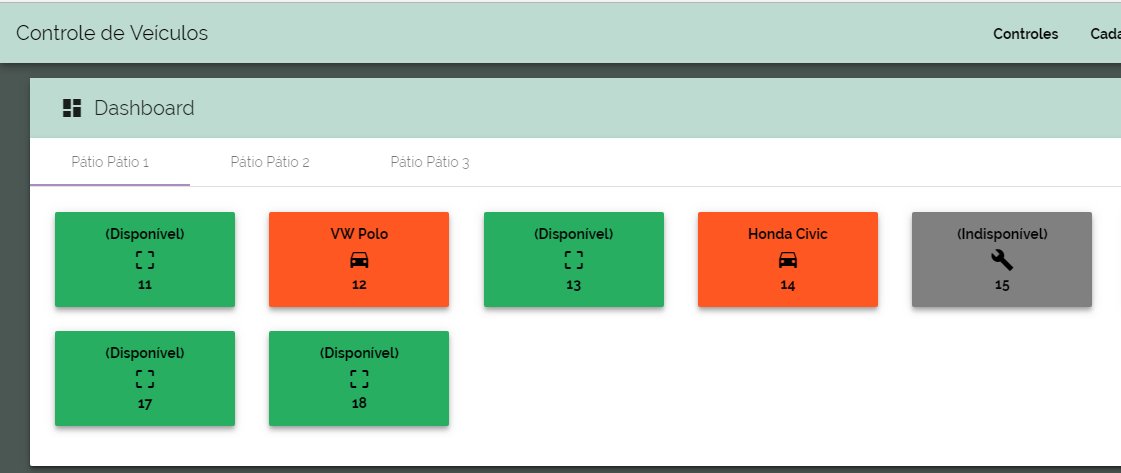 Controle de Veículos
Controles
Dashboard
Pátio Pátio 1
Pátio Pátio 2
Pátio Pátio 3
(Disponível)
11
VW Polo
12
(Disponível)
13
Honda Civic
14
(Indisponível)
15
(Disponível)
17
(Disponível)
18